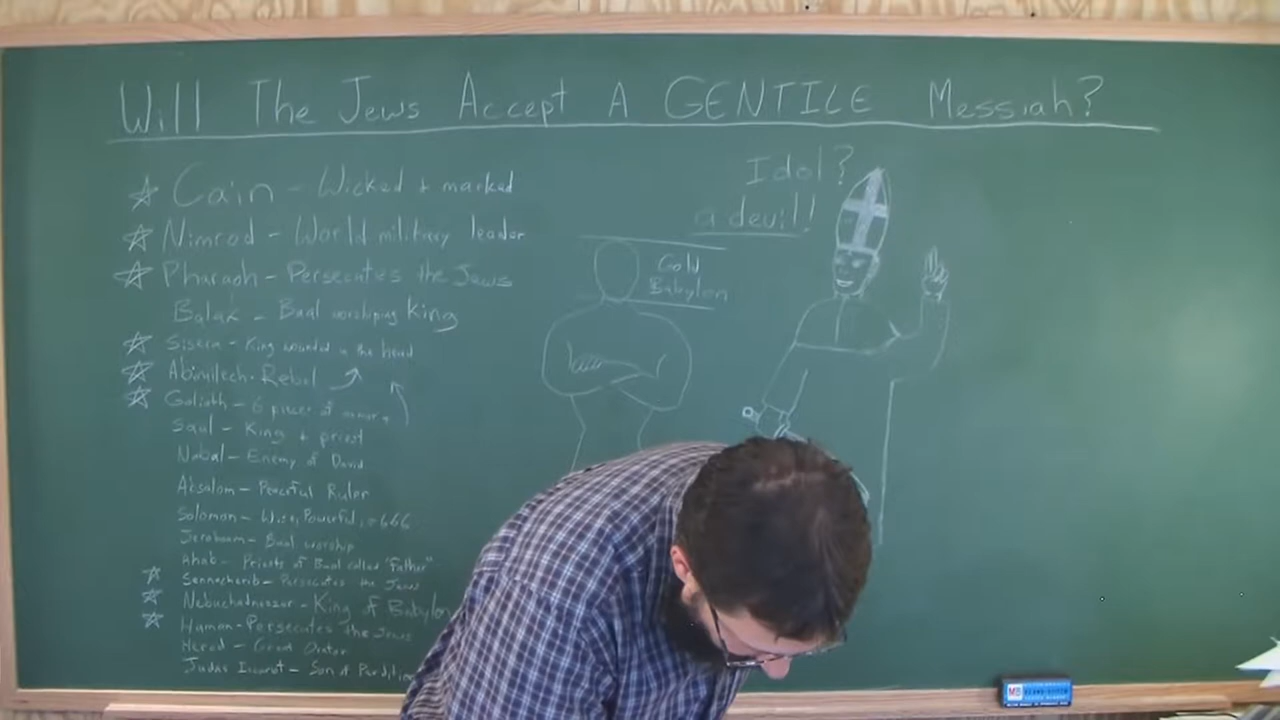 Will The Jews Accept A GENTILE Messiah?
Cain - Wicked + marked
Nimrod - World military leader
Pharaoh - Persecutes the Jews
Balak - Baal worshiping King
Sisera - King wounded in the head
Abimilech - Rebel
Goliath - 6 pieces of armor
Saul - King + priest
Nabal - Enemy of David
Absalom - Peaceful Ruler
Solomon - Wise, Powerful, 666
Jeroboam - Baal worship
Ahab - Priests of Baal called "Father"
Sennecherib - Persecutes the Jews
Nebuchadnezzar - King of Babylon
Haman - Persecutes the Jews
Herod - Great Orator
Judas Iscariot - Son of Perdition
Idol?
a devil!
Gold
Babylon
MB